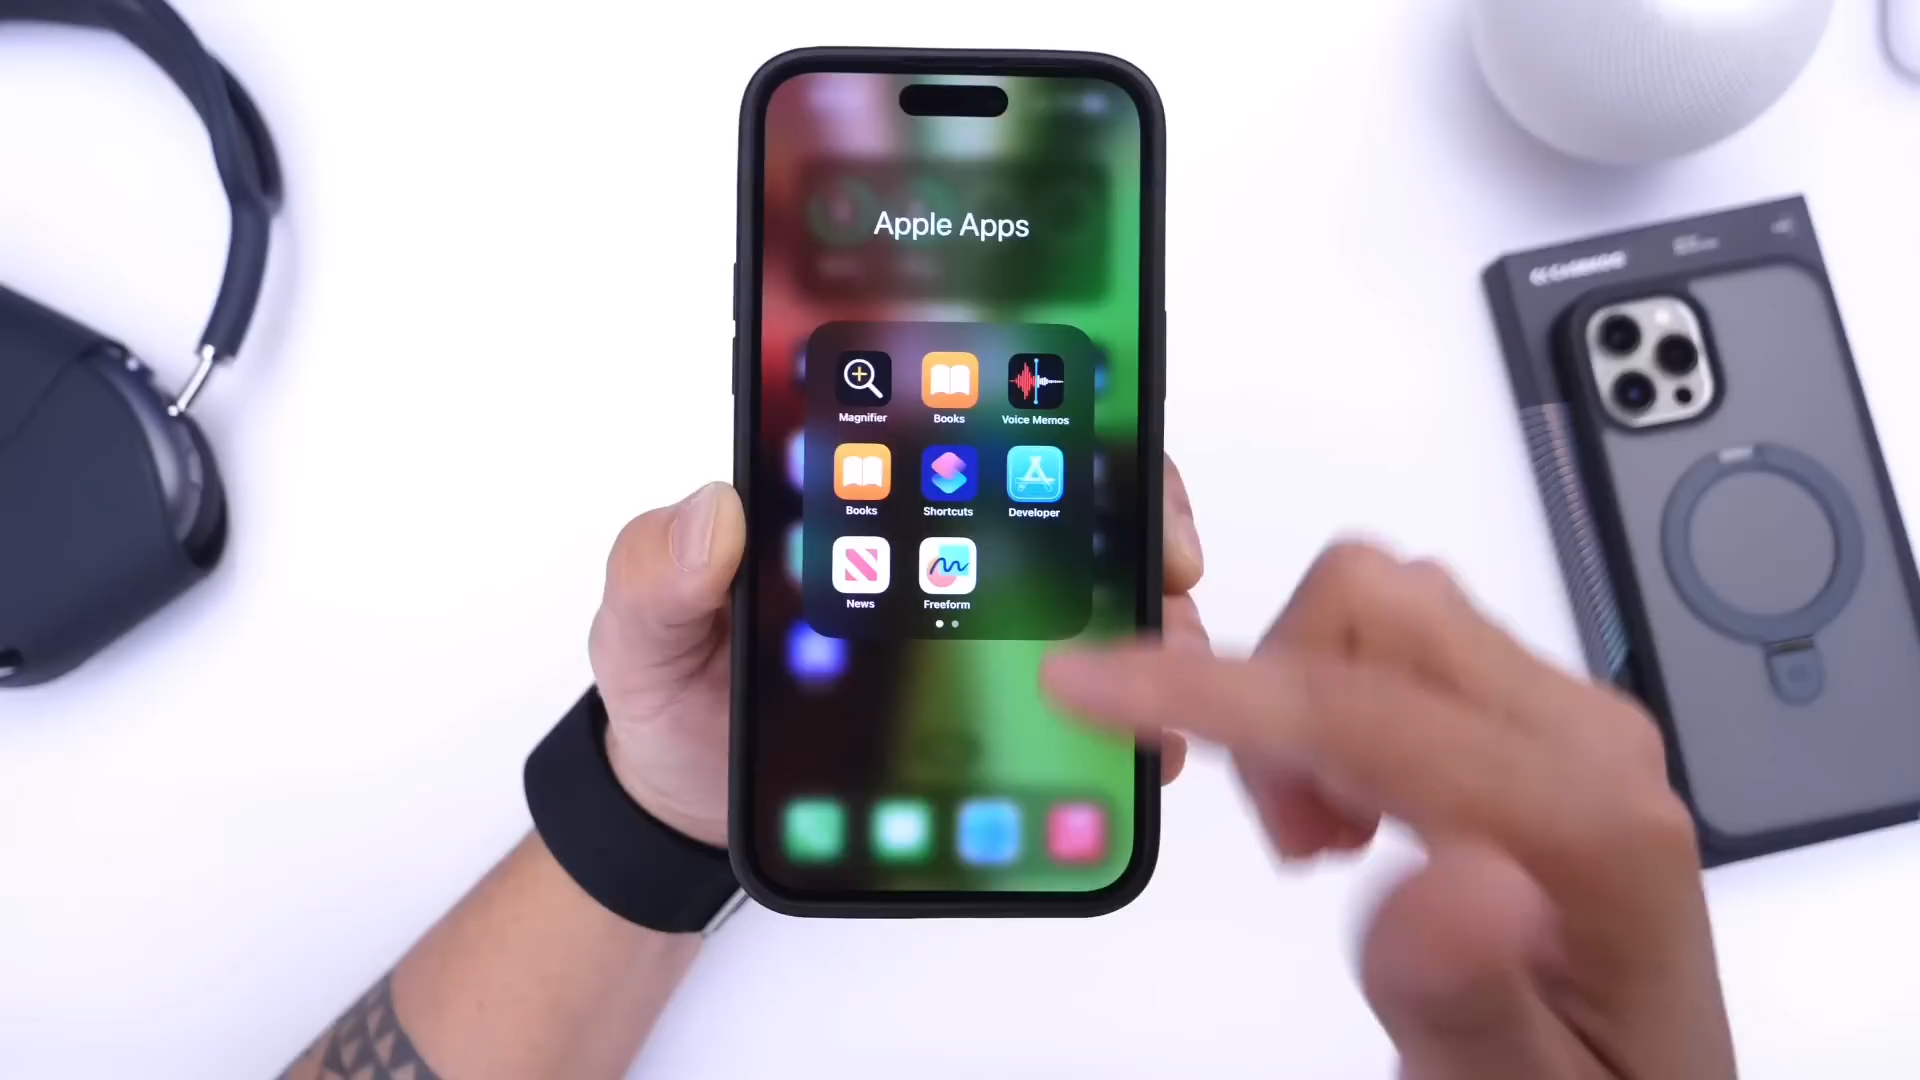 Apple Apps
Magnifier
Books
Voice Memos
Books
Shortcuts
Developer
News
Freeform